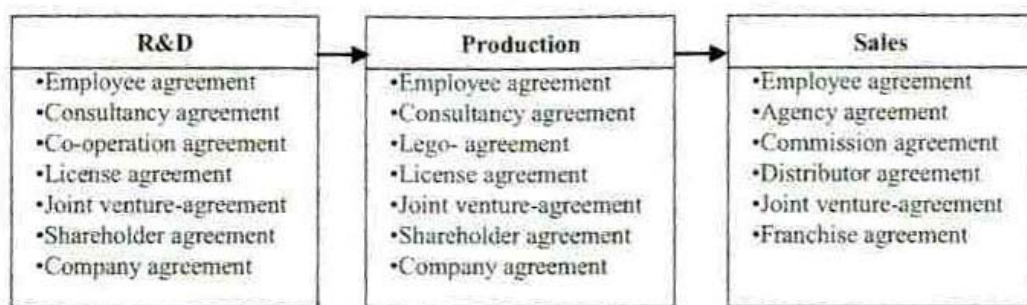 R&D
•Employee agreement
•Consultancy agreement
•Co-operation agreement
•License agreement
•Joint venture-agreement
•Shareholder agreement
•Company agreement
Production
•Employee agreement
•Consultancy agreement
•Lego- agreement
•License agreement
•Joint venture-agreement
•Shareholder agreement
•Company agreement
Sales
•Employee agreement
•Agency agreement
•Commission agreement
•Distributor agreement
•Joint venture-agreement
•Franchise agreement